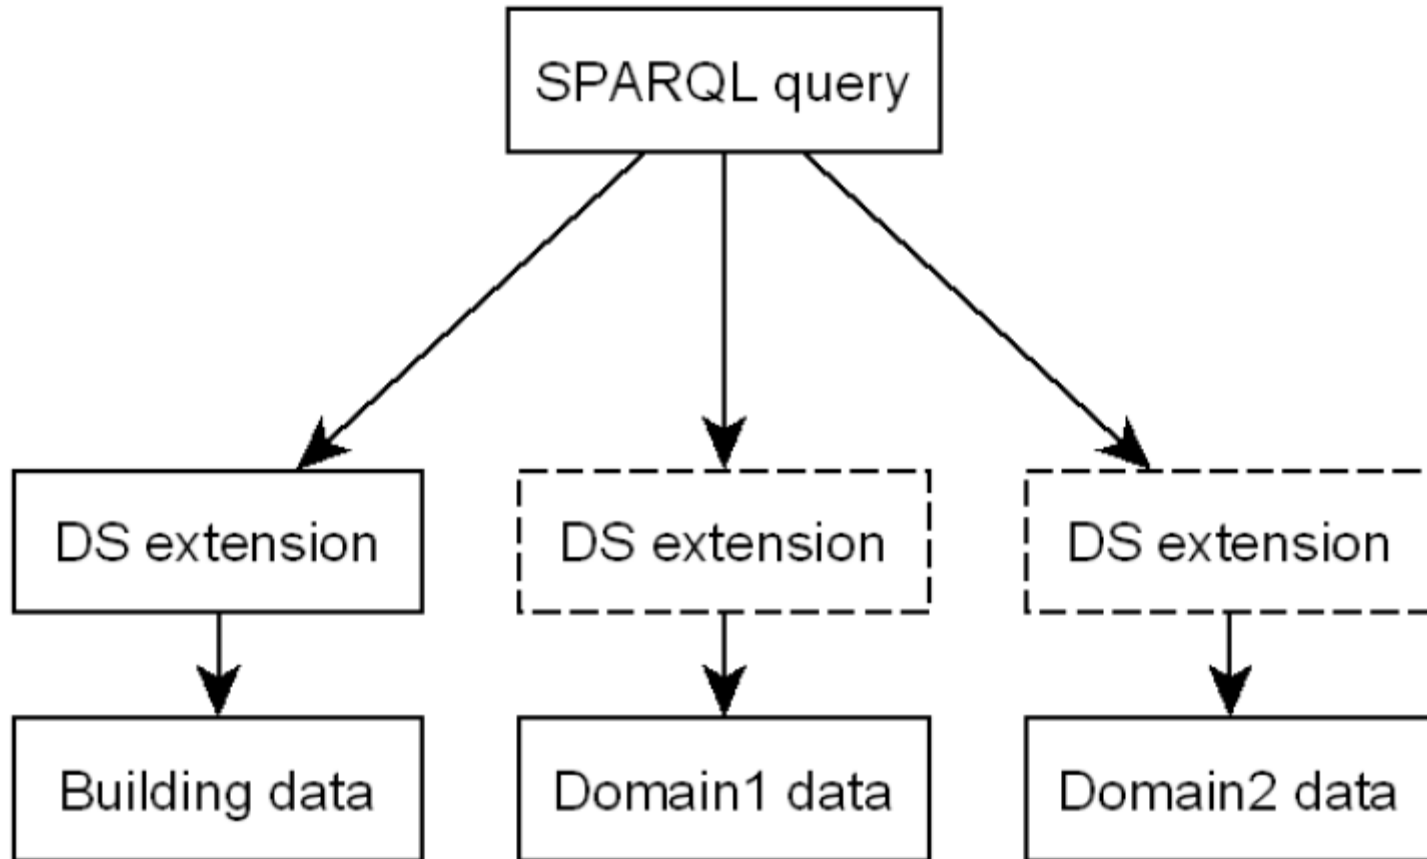 SPARQL query
DS extension
DS extension
DS extension
Building data
Domain1 data
Domain2 data